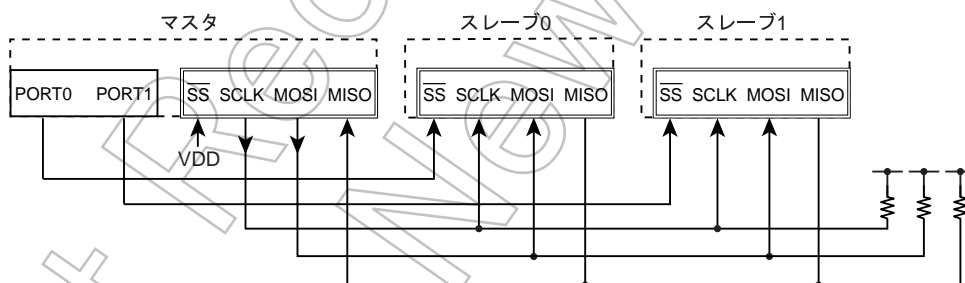 マスタ
スレーブ0
スレーブ1
PORT0 PORT1
SS SCLK MOSI MISO
SS SCLK MOSI MISO
SS SCLK MOSI MISO
VDD